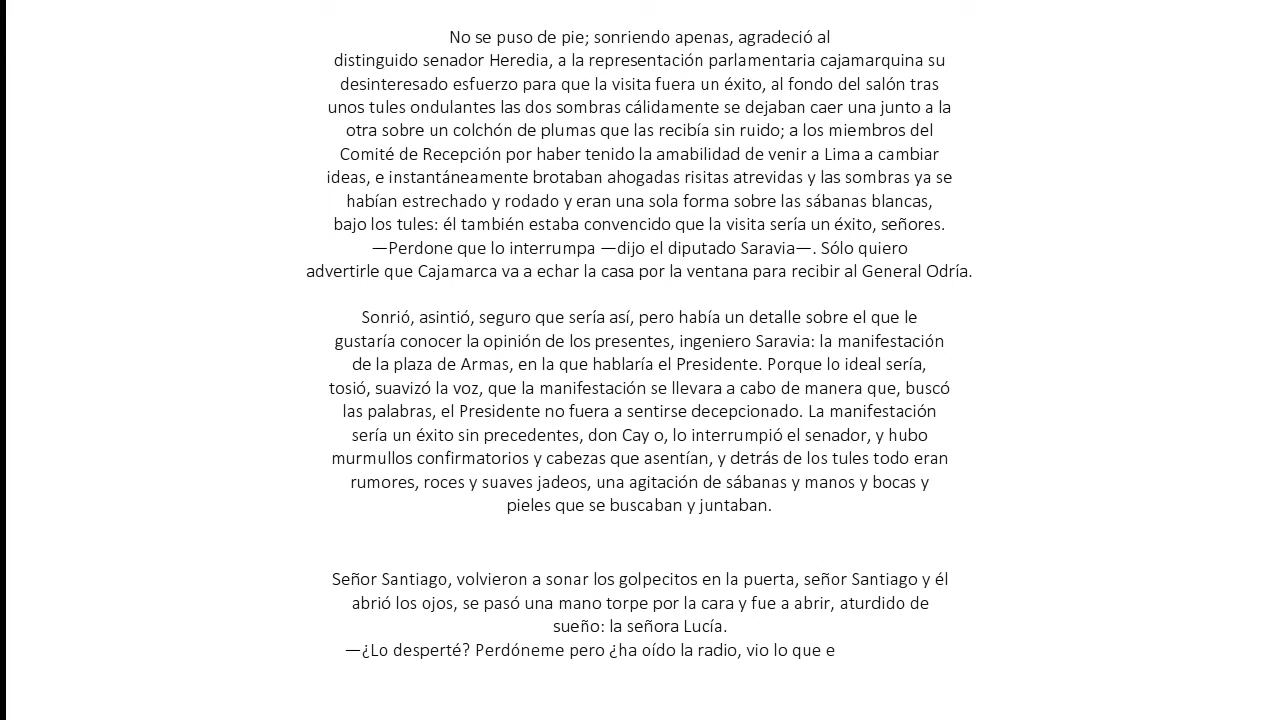 No se puso de pie; sonriendo apenas, agradeció al
distinguido senador Heredia, a la representación parlamentaria cajamarquina su
desinteresado esfuerzo para que la visita fuera un éxito, al fondo del salón tras
unos tules ondulantes las dos sombras cálidamente se dejaban caer una junto a la
otra sobre un colchón de plumas que las recibía sin ruido; a los miembros del
Comité de Recepción por haber tenido la amabilidad de venir a Lima a cambiar
ideas, e instantáneamente brotaban ahogadas risitas atrevidas y las sombras ya se
habían estrechado y rodado y eran una sola forma sobre las sábanas blancas,
bajo los tules: él también estaba convencido que la visita sería un éxito, señores.
—Perdone que lo interrumpa —dijo el diputado Saravia—. Sólo quiero
advertirle que Cajamarca va a echar la casa por la ventana para recibir al General Odría.
Sonrió, asintió, seguro que sería así, pero había un detalle sobre el que le
gustaría conocer la opinión de los presentes, ingeniero Saravia: la manifestación
de la plaza de Armas, en la que hablaría el Presidente. Porque lo ideal sería,
tosió, suavizó la voz, que la manifestación se llevara a cabo de manera que, buscó
las palabras, el Presidente no fuera a sentirse decepcionado. La manifestación
sería un éxito sin precedentes, don Cay o, lo interrumpió el senador, y hubo
murmullos confirmatorios y cabezas que asentían, y detrás de los tules todo eran
rumores, roces y suaves jadeos, una agitación de sábanas y manos y bocas y
pieles que se buscaban y juntaban.
Señor Santiago, volvieron a sonar los golpecitos en la puerta, señor Santiago y él
abrió los ojos, se pasó una mano torpe por la cara y fue a abrir, aturdido de
sueño: la señora Lucía.
—¿Lo desperté? Perdóneme pero ¿ha oído la radio, vio lo que e